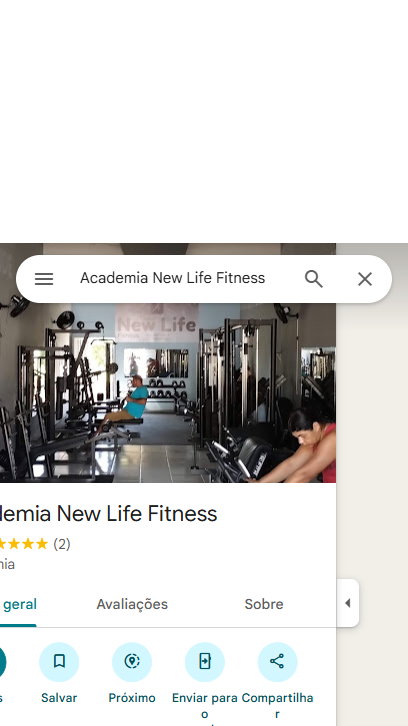 Academia New Life Fitness
New Life
demia New Life Fitness
(2)
nia
geral
Avaliações
Sobre
s
Salvar
Próximo
Enviar para
o
Compartilha
r